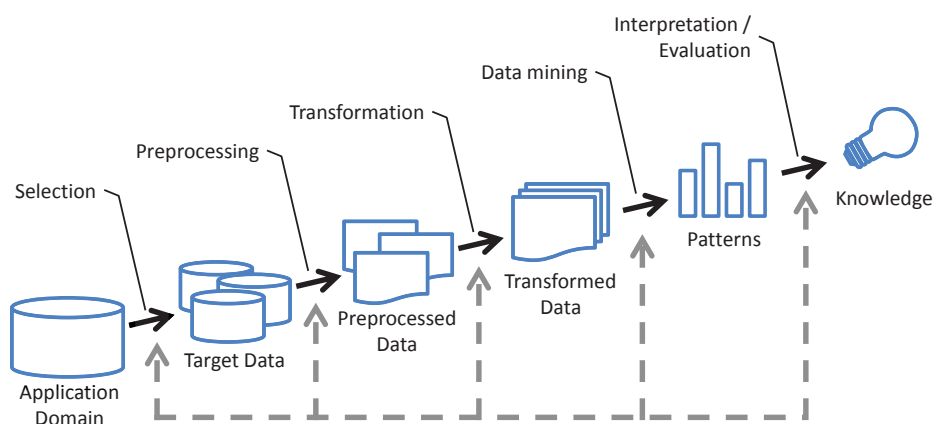 Interpretation /
Evaluation
Data mining
Transformation
Preprocessing
Selection
Knowledge
Patterns
Transformed
Data
Preprocessed
Data
Target Data
Application
Domain